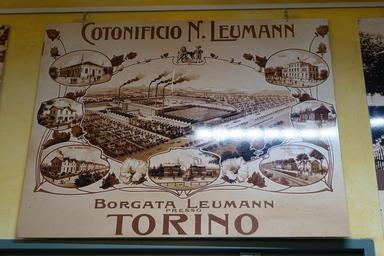 COTONIFICIO N. LEUMANN
BORGATA LEUMANN
PRESSO
TORINO